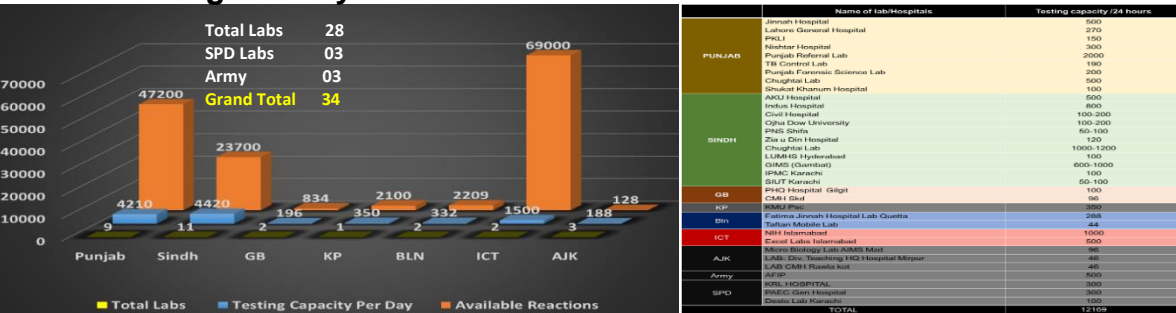 Total Labs 28
SPD Labs 03
Army 03
Grand Total 34
70000
60000
50000
40000
30000
20000
10000
0
47200
23700
834
2100
2209
69000
128
4210
4420
196
350
332
1500
188
9
11
2
1
2
2
3
Punjab Sindh GB KP BLN ICT AJK
Total Labs Testing Capacity Per Day Available Reactions
Name of lab/Hospitals Testing capacity /24 hours
PUNJAB
Jinnah Hospital 500
Lahore General Hospital 270
PKLI 150
Nishtar Hospital 300
Punjab Referral Lab 2000
TB Control Lab 190
Punjab Forensic Science Lab 200
Chughtai Lab 500
Shukat Khanum Hospital 100
SINDH
AKU Hospital 500
Indus Hospital 800
Civil Hospital 100-200
Ojha Dow University 100-200
PNS Shifa 50-100
Zia u Din Hospital 120
Chughtai Lab 1000-1200
LUMHS Hyderabad 100
GIMS (Gambat) 600-1000
IPMC Karachi 100
SIUT Karachi 50-100
GB
PHQ Hospital Gilgit 100
CMH Skd 96
KP
KMU Psc 350
Bln
Fatima Jinnah Hospital Lab Quetta 288
Taftan Mobile Lab 44
ICT
NIH Islamabad 1000
Excel Labs Islamabad 500
AJK
Micro Biology Lab AIMS Mzd 96
LAB- Div. Teaching HQ Hospital Mirpur 46
LAB CMH Rawla kot 46
Army
AFIP 500
SPD
KRL HOSPITAL 300
PAEC Gen Hospital 300
Desto Lab Karachi 100
TOTAL 12169